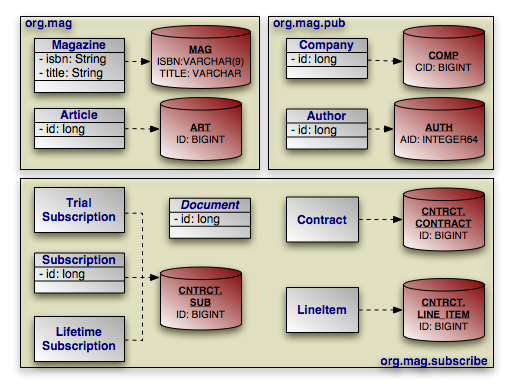 org.mag
Magazine
- isbn: String
- title: String
MAG
ISBN:VARCHAR(9)
TITLE: VARCHAR
Article
- id: long
ART
ID: BIGINT
org.mag.pub
Company
- id: long
COMP
CID: BIGINT
Author
- id: long
AUTH
AID: INTEGER64
Trial
Subscription
Document
- id: long
Contract
CNTRCT.
CONTRACT
ID: BIGINT
Subscription
- id: long
CNTRCT.
SUB
ID: BIGINT
LineItem
CNTRCT.
LINE_ITEM
ID: BIGINT
Lifetime
Subscription
org.mag.subscribe